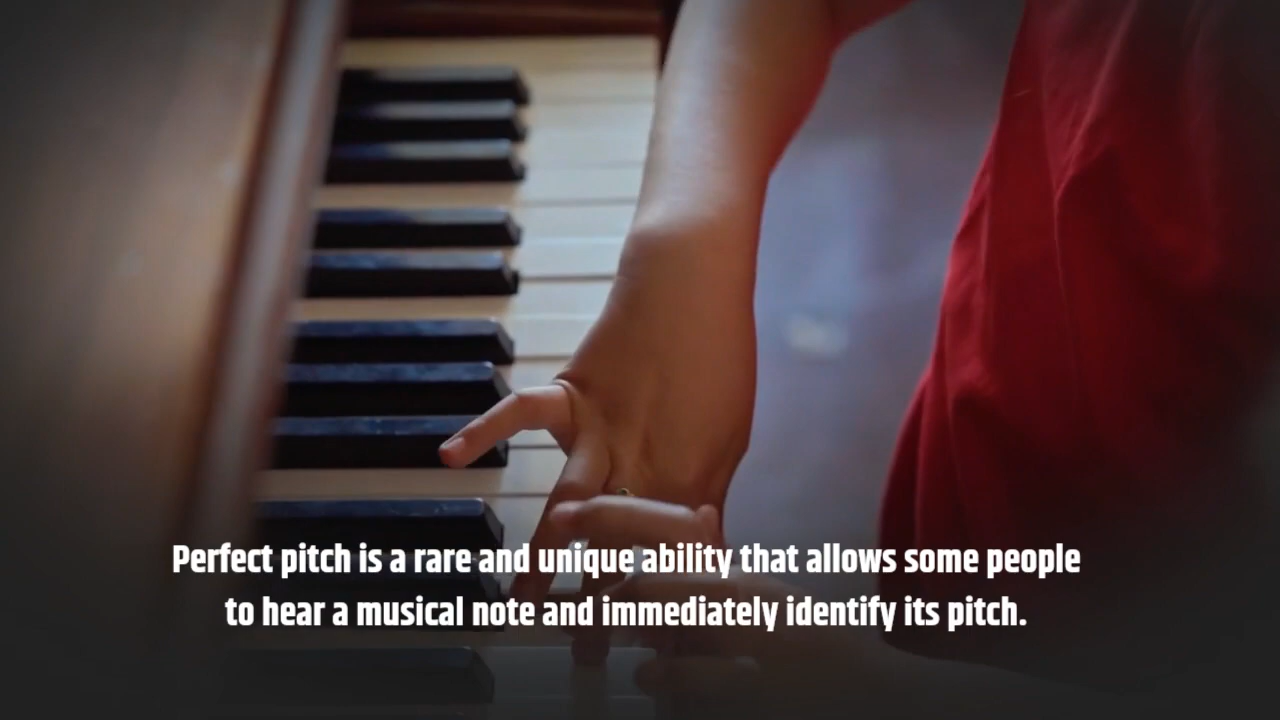 Perfect pitch is a rare and unique ability that allows some people
to hear a musical note and immediately identify its pitch.